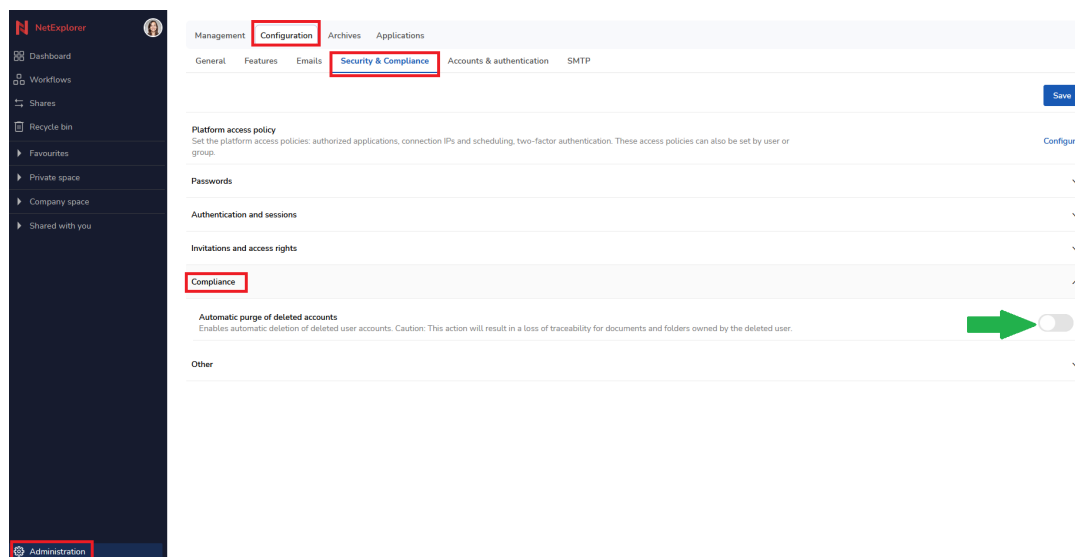 NetExplorer
Dashboard
Workflows
Shares
Recycle bin
Favourites
Private space
Company space
Shared with you
Administration
Management Configuration Archives Applications
General Features Emails Security & Compliance Accounts & authentication SMTP
Save
Platform access policy
Set the platform access policies: authorized applications, connection IPs and scheduling, two-factor authentication. These access policies can also be set by user or
group.
Configur
Passwords
Authentication and sessions
Invitations and access rights
Compliance
Automatic purge of deleted accounts
Enables automatic deletion of deleted user accounts. Caution: This action will result in a loss of traceability for documents and folders owned by the deleted user.
Other